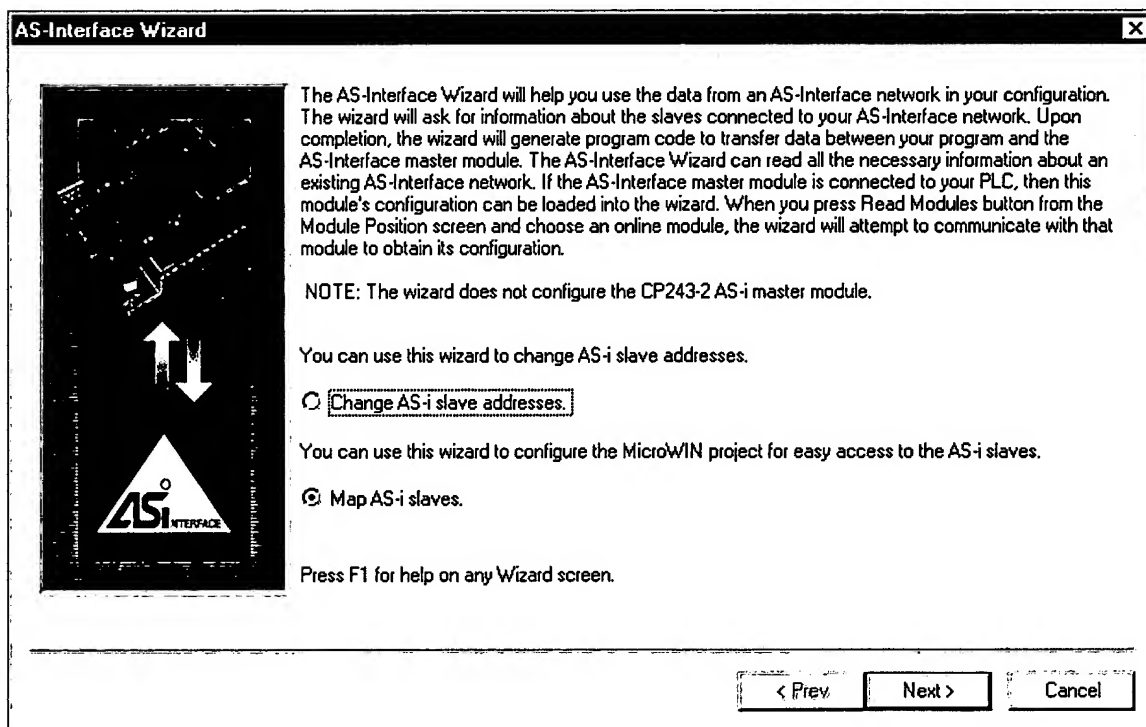 AS-Interface Wizard
The AS-Interface Wizard will help you use the data from an AS-Interface network in your configuration.
The wizard will ask for information about the slaves connected to your AS-Interface network. Upon
completion, the wizard will generate program code to transfer data between your program and the
AS-Interface master module. The AS-Interface Wizard can read all the necessary information about an
existing AS-Interface network. If the AS-Interface master module is connected to your PLC, then this
module's configuration can be loaded into the wizard. When you press Read Modules button from the
Module Position screen and choose an online module, the wizard will attempt to communicate with that
module to obtain its configuration.
NOTE: The wizard does not configure the CP243-2 AS-i master module.
You can use this wizard to change AS-i slave addresses.
Change AS-i slave addresses.
You can use this wizard to configure the MicroWIN project for easy access to the AS-i slaves.
Map AS-i slaves.
ASi INTERFACE
Press F1 for help on any Wizard screen.
< Prev Next > Cancel